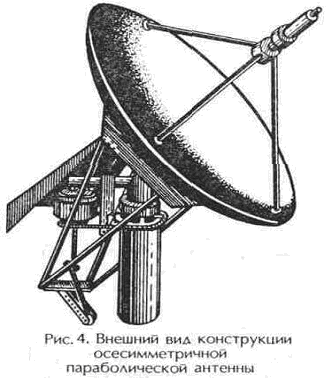 Рис. 4. Внешний вид конструкции
осесимметричной
параболической антенны